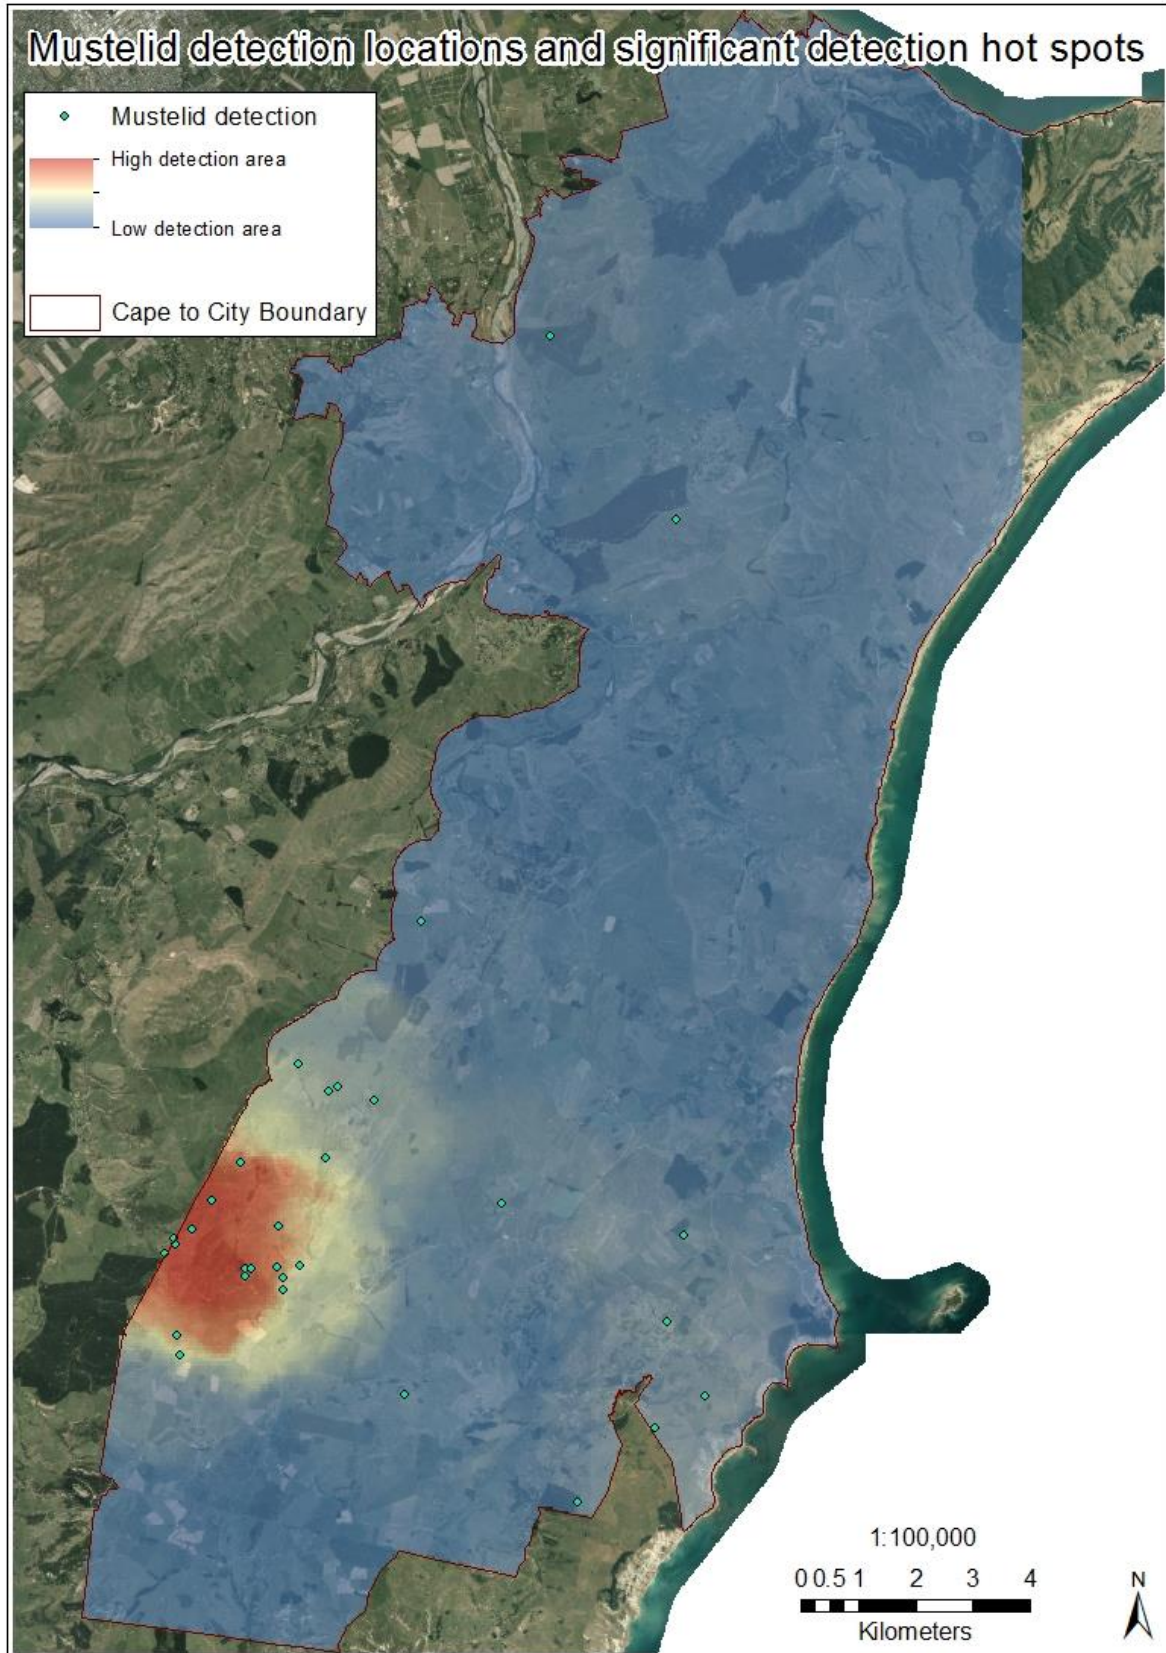 Mustelid detection locations and significant detection hot spots
Mustelid detection
High detection area
Low detection area
Cape to City Boundary
1:100,000
0 0.5 1 2 3 4
Kilometers
N